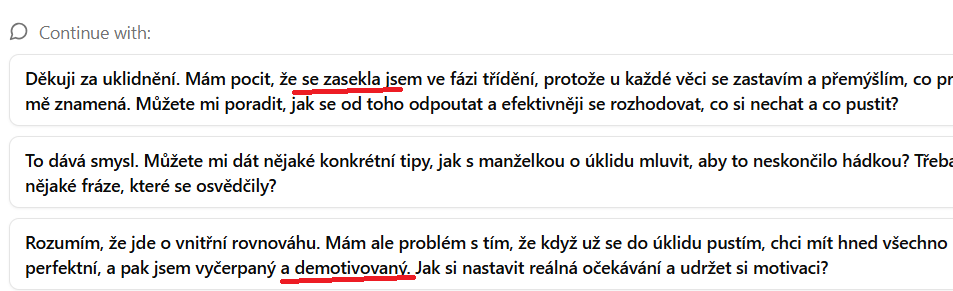 Continue with:
Děkuji za uklidnění. Mám pocit, že se zasekla jsem ve fázi třídění, protože u každé věci se zastavím a přemýšlím, co pr
mě znamená. Můžete mi poradit, jak se od toho odpoutat a efektivněji se rozhodovat, co si nechat a co pustit?
To dává smysl. Můžete mi dát nějaké konkrétní tipy, jak s manželkou o úklidu mluvit, aby to neskončilo hádkou? Třeba
nějaké fráze, které se osvědčily?
Rozumím, že jde o vnitřní rovnováhu. Mám ale problém s tím, že když už se do úklidu pustím, chci mít hned všechno
perfektní, a pak jsem vyčerpaný a demotivovaný. Jak si nastavit reálná očekávání a udržet si motivaci?